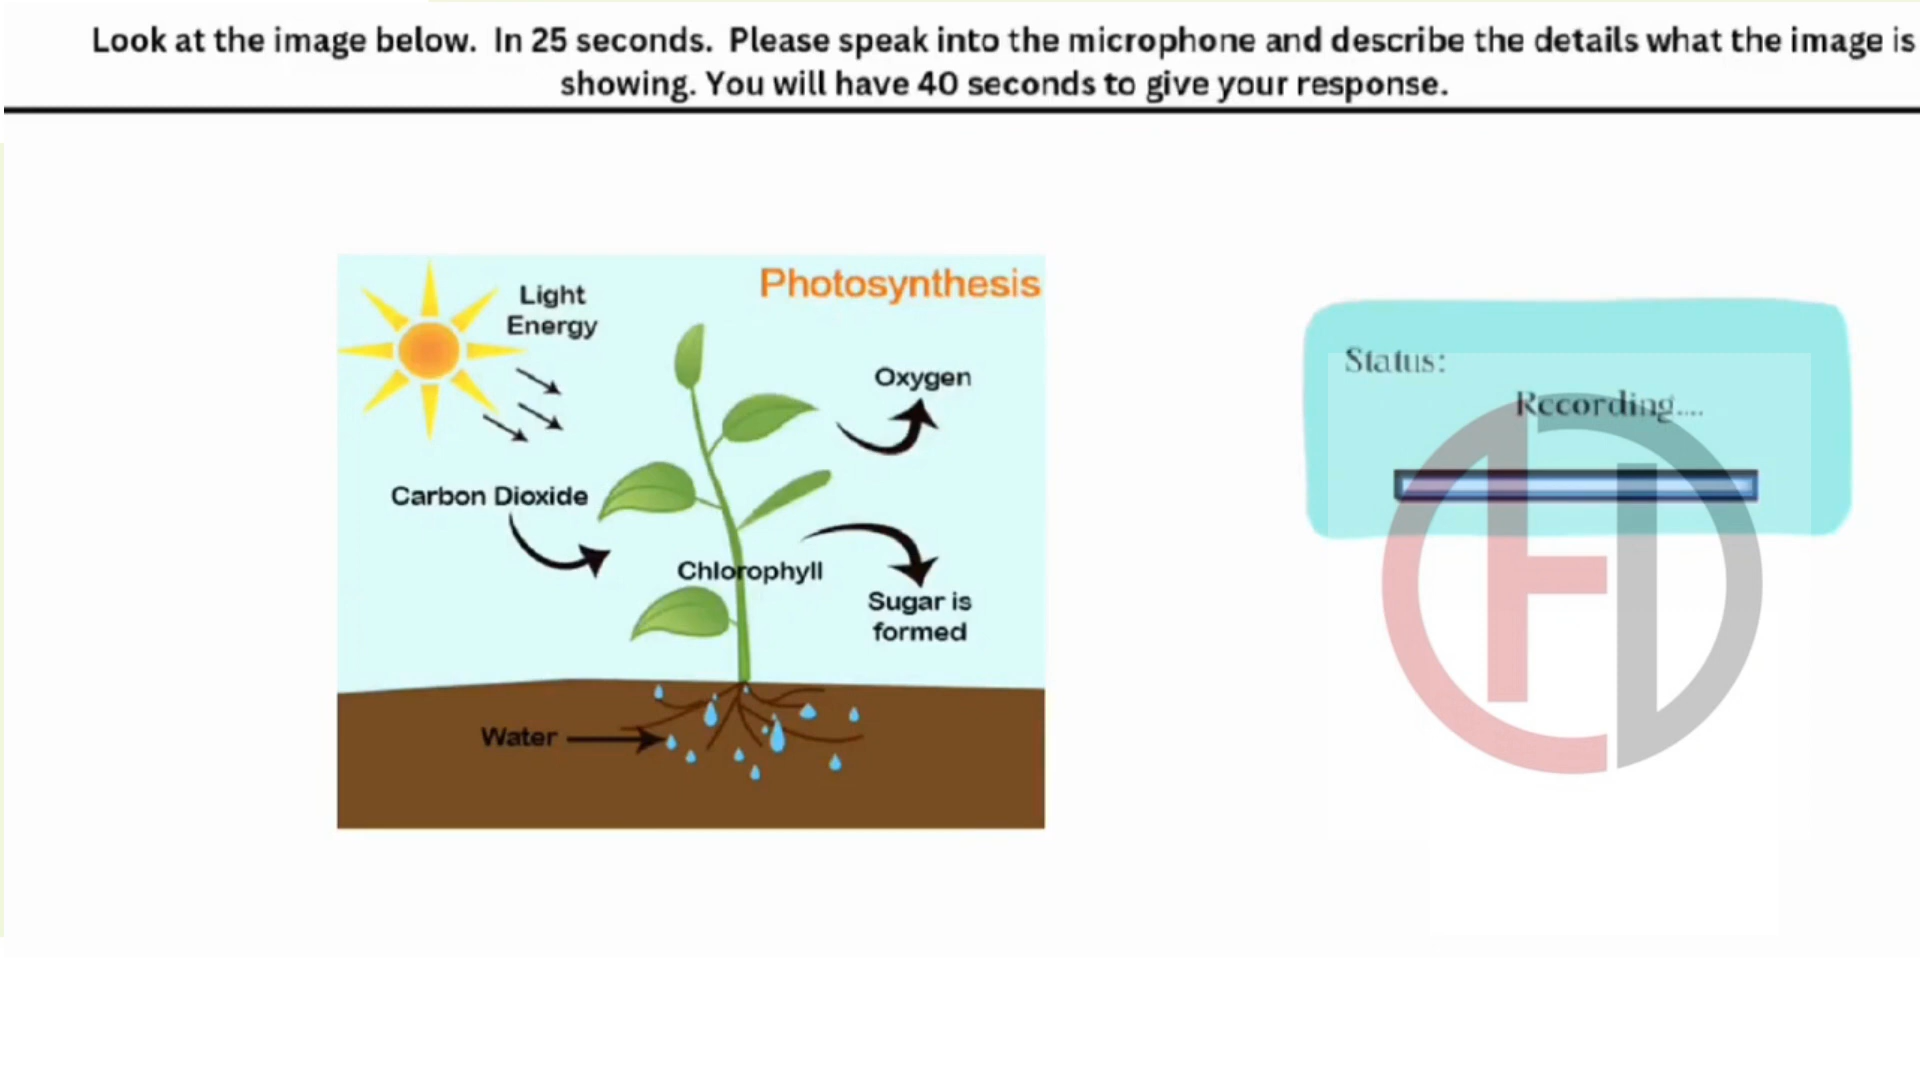 Look at the image below. In 25 seconds. Please speak into the microphone and describe the details what the image is
showing. You will have 40 seconds to give your response.
Photosynthesis
Light
Energy
Oxygen
Carbon Dioxide
Chlorophyll
Sugar is
formed
Water
Status:
Recording....